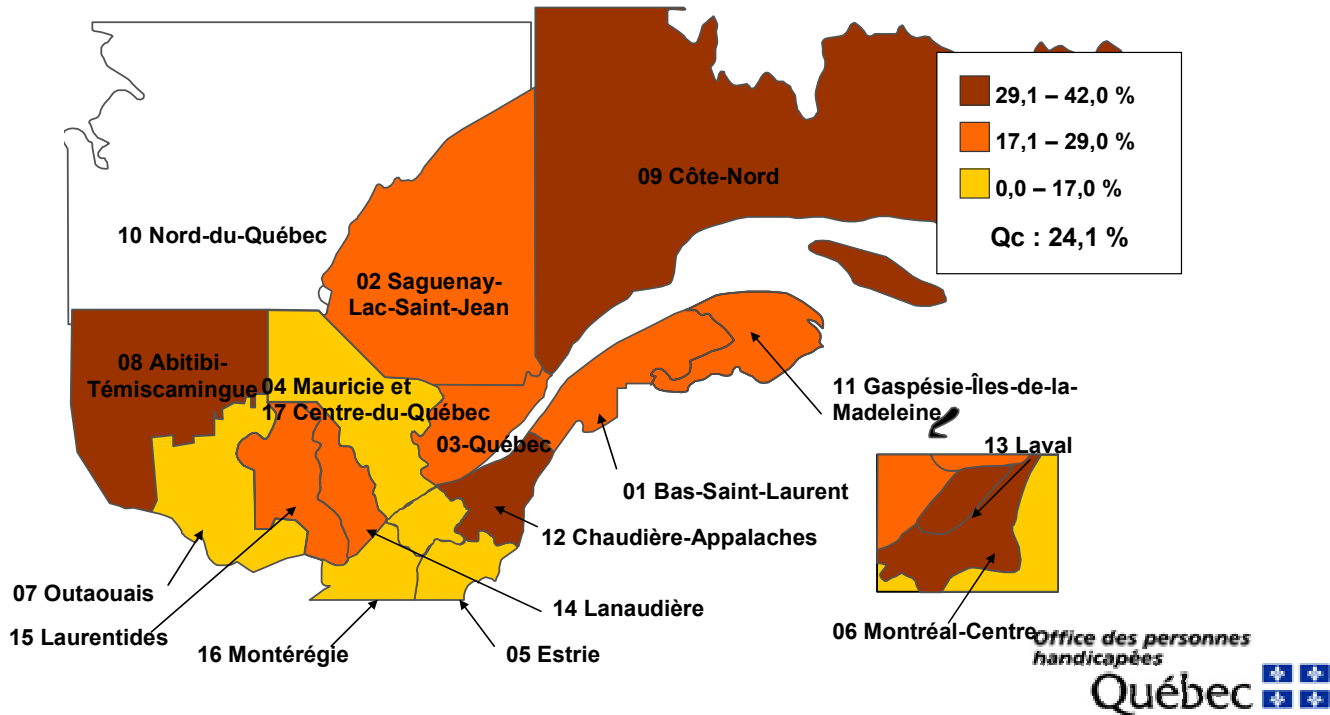 29,1 – 42,0 %
17,1 – 29,0 %
0,0 – 17,0 %
Qc : 24,1 %
09 Côte-Nord
10 Nord-du-Québec
02 Saguenay-
Lac-Saint-Jean
08 Abitibi-
Témiscamingue
04 Mauricie et
17 Centre-du-Québec
03-Québec
11 Gaspésie-Îles-de-la-
Madeleine
13 Laval
01 Bas-Saint-Laurent
12 Chaudière-Appalaches
07 Outaouais
14 Lanaudière
15 Laurentides
16 Montérégie
05 Estrie
06 Montréal-Centre
Office des personnes
handicapées
Québec